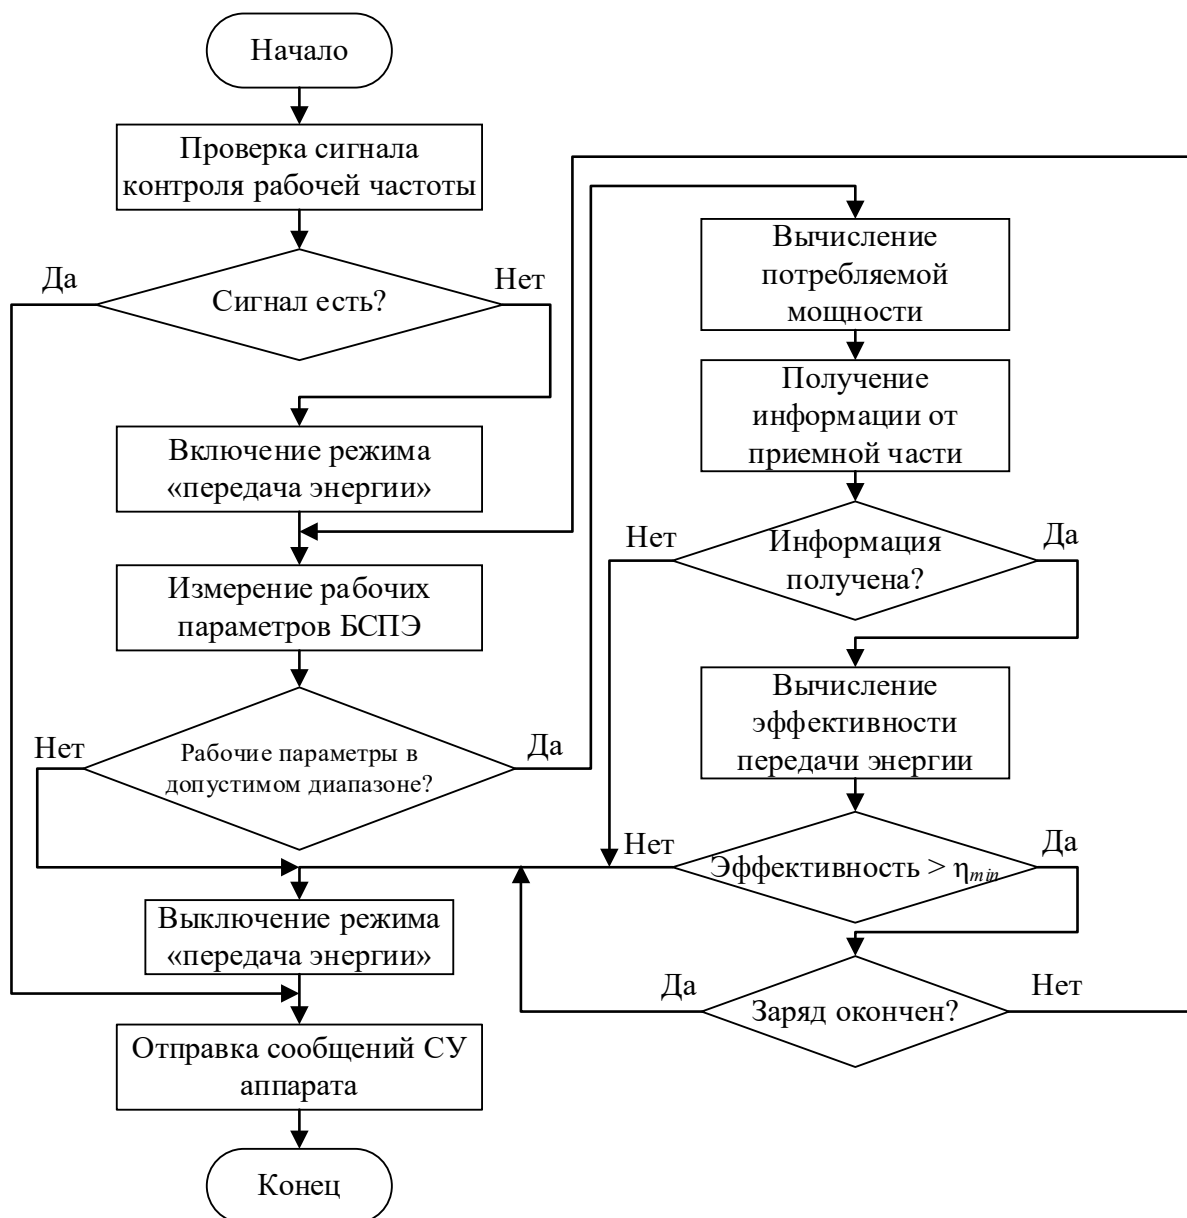 Начало
Проверка сигнала
контроля рабочей частоты
Да
Нет
Сигнал есть?
Включение режима
«передача энергии»
Измерение рабочих
параметров БСПЭ
Нет
Да
Рабочие параметры в
допустимом диапазоне?
Выключение режима
«передача энергии»
Отправка сообщений СУ
аппарата
Конец
Вычисление
потребляемой
мощности
Получение
информации от
приемной части
Нет
Да
Информация
получена?
Вычисление
эффективности
передачи энергии
Нет
Да
Эффективность > ηmin
Да
Нет
Заряд окончен?